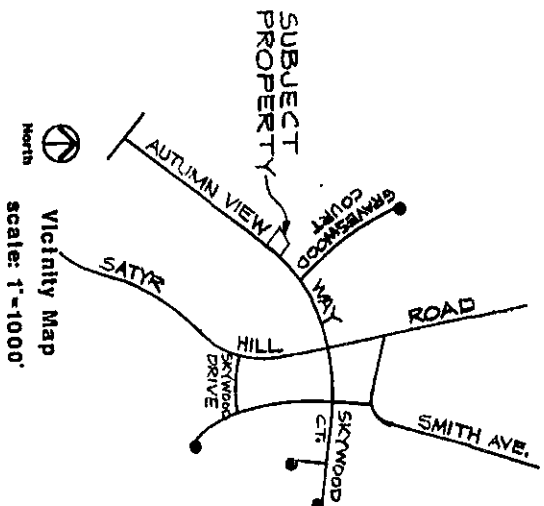 SUBJECT
PROPERTY
GRAVESWOOD
COURT
AUTUMN VIEW
WAY
ROAD
SATYR
HILL
SKYWOOD
DRIVE
SKYWOOD
CT.
SMITH AVE.
North
Vicinity Map
scale: 1"=1000'